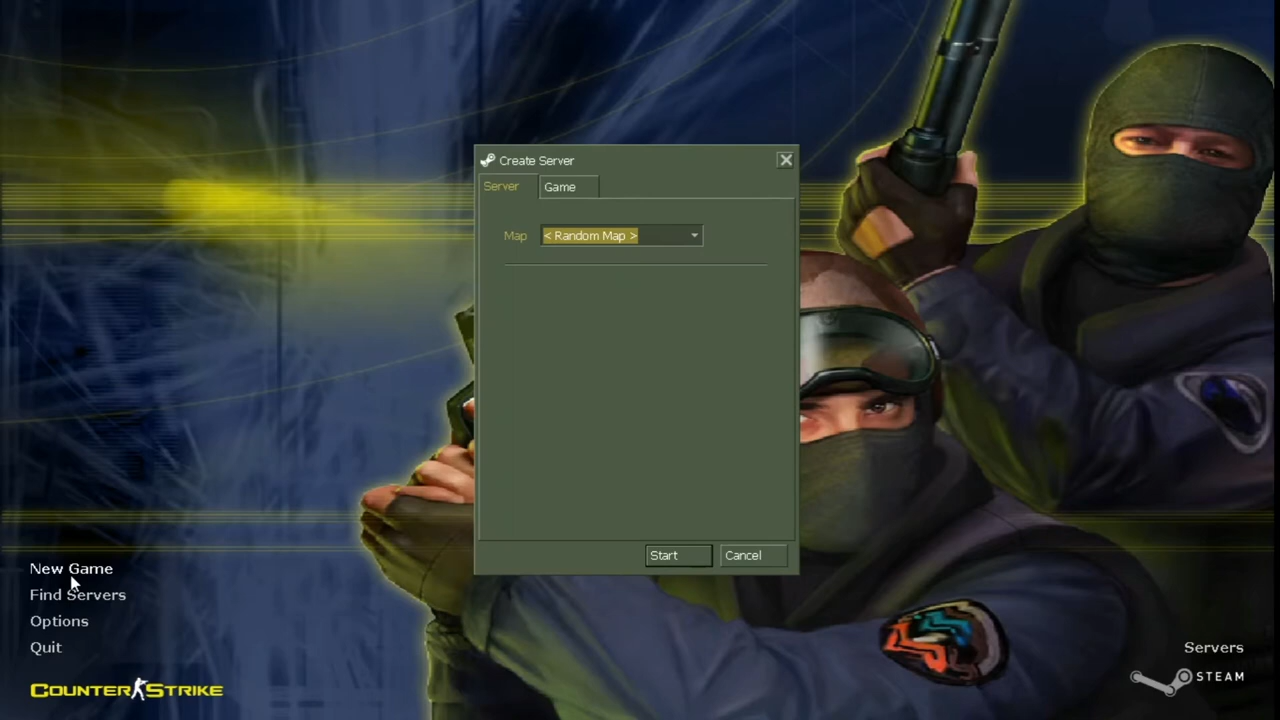 Create Server
Server
Game
Map
< Random Map >
Start
Cancel
New Game
Find Servers
Options
Quit
COUNTER STRIKE
Servers
STEAM